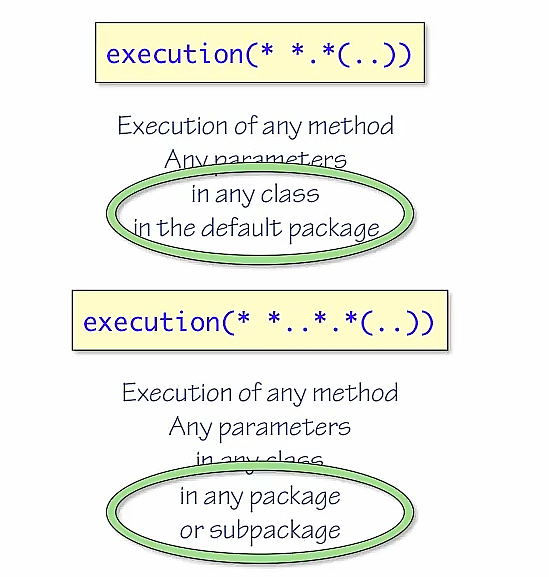 execution(* *.*(..))
Execution of any method
Any parameters
in any class
in the default package
execution(* *..*.*(..))
Execution of any method
Any parameters
in any class
in any package
or subpackage